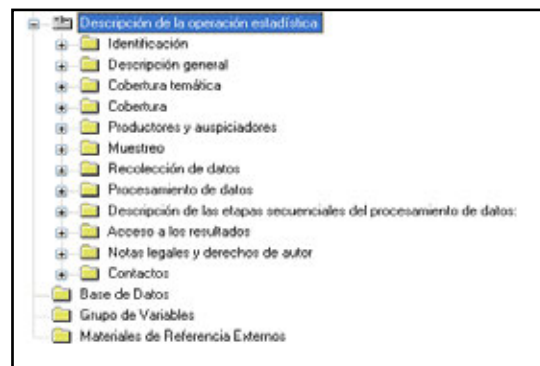 Descripción de la operación estadística
Identificación
Descripción general
Cobertura temática
Cobertura
Productores y auspiciadores
Muestreo
Recolección de datos
Procesamiento de datos
Descripción de las etapas secuenciales del procesamiento de datos:
Acceso a los resultados
Notas legales y derechos de autor
Contactos
Base de Datos
Grupo de Variables
Materiales de Referencia Externos